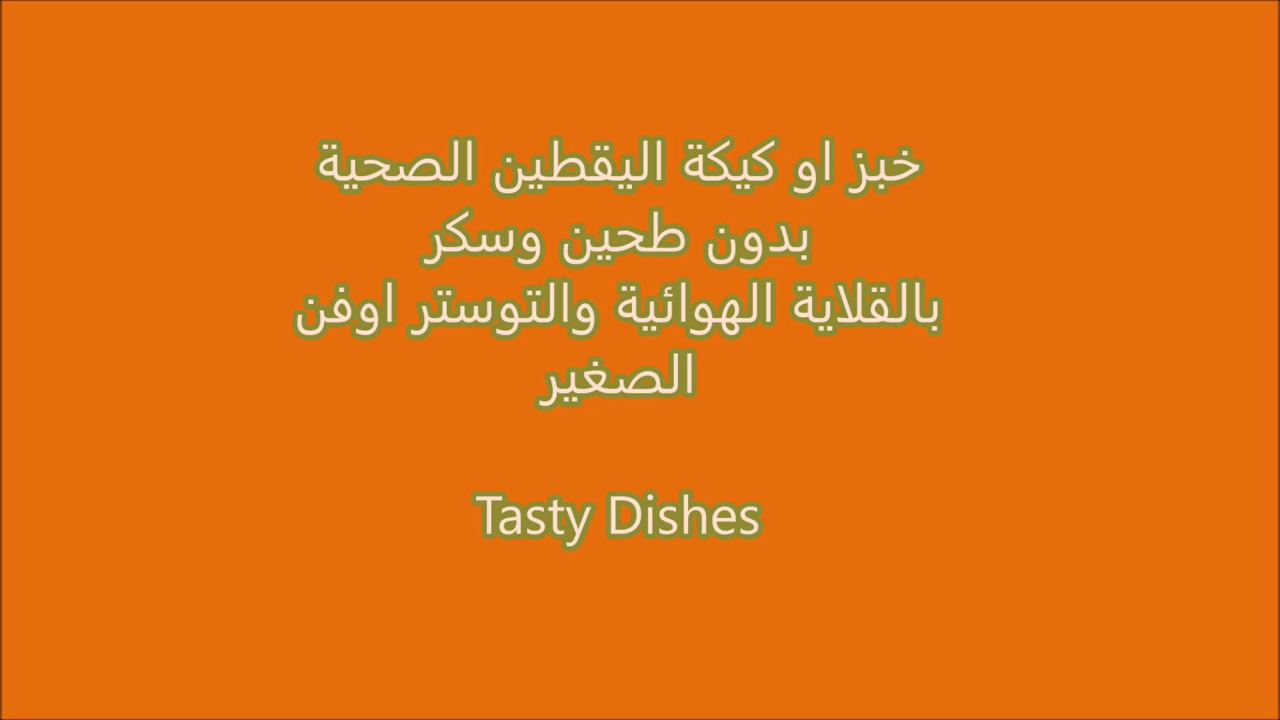 خبز او كيكة اليقطين الصحية
بدون طحين وسكر
بالقلاية الهوائية والتوستر اوفن
الصغير
Tasty Dishes